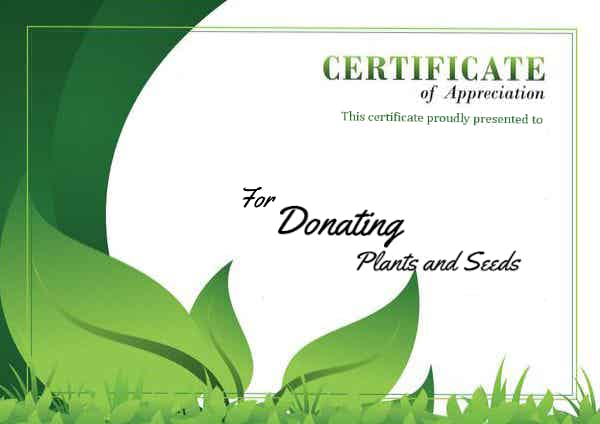 CERTIFICATE
of Appreciation
This certificate proudly presented to
For
Donating
Plants and Seeds